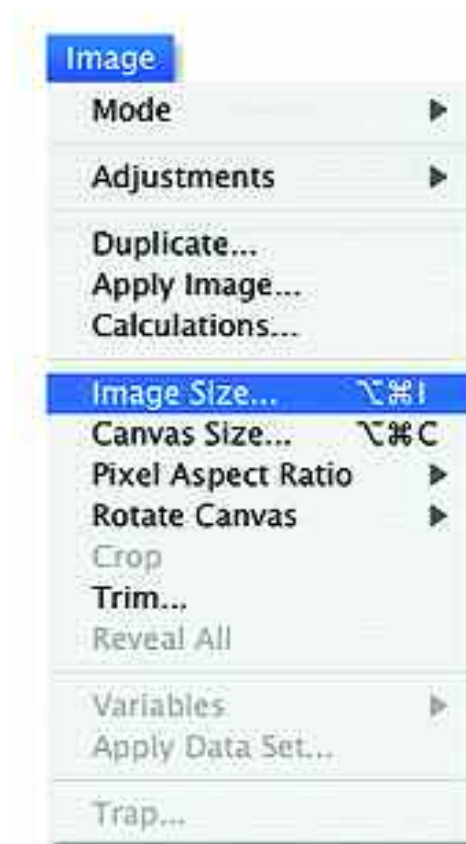 Image
Mode ▶
Adjustments ▶
Duplicate...
Apply Image...
Calculations...
Image Size... ⌥⌘I
Canvas Size... ⌥⌘C
Pixel Aspect Ratio ▶
Rotate Canvas ▶
Crop
Trim...
Reveal All
Variables ▶
Apply Data Set...
Trap...